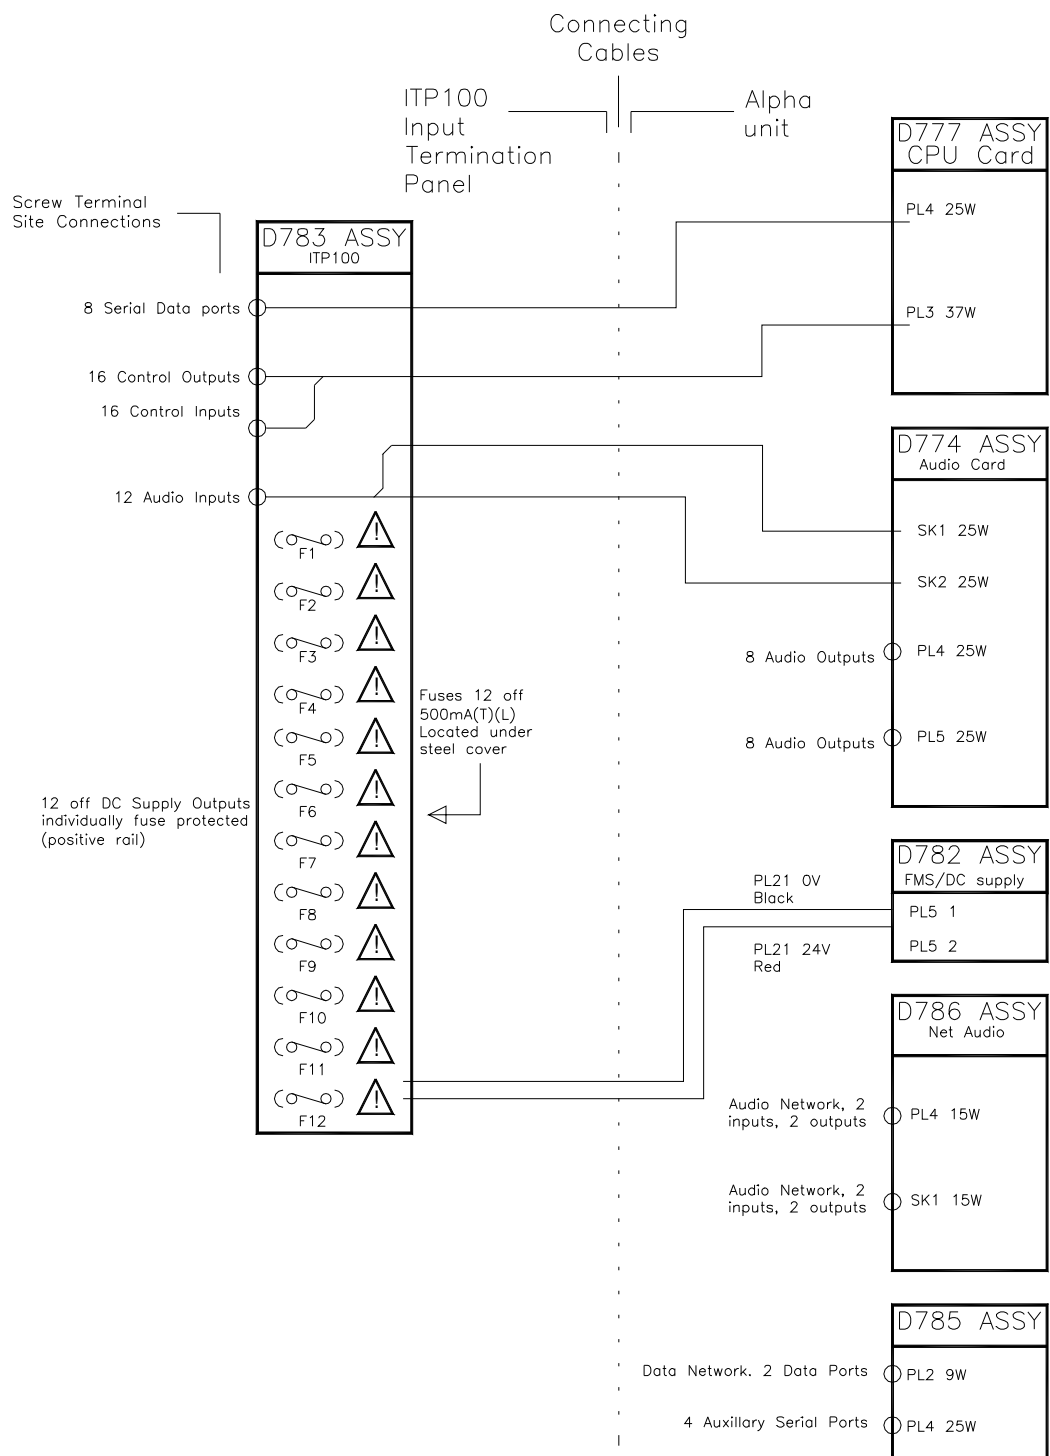 Connecting
Cables
ITP100
Input
Termination
Panel
Alpha
unit
Screw Terminal
Site Connections
D783 ASSY
ITP100
8 Serial Data ports
16 Control Outputs
16 Control Inputs
12 Audio Inputs
F1
F2
F3
F4
F5
F6
F7
F8
F9
F10
F11
F12
!
!
!
!
!
!
!
!
!
!
!
!
Fuses 12 off
500mA(T)(L)
Located under
steel cover
12 off DC Supply Outputs
individually fuse protected
(positive rail)
D777 ASSY
CPU Card
PL4 25W
PL3 37W
D774 ASSY
Audio Card
SK1 25W
SK2 25W
8 Audio Outputs
PL4 25W
8 Audio Outputs
PL5 25W
D782 ASSY
FMS/DC supply
PL21 0V
Black
PL5 1
PL5 2
PL21 24V
Red
D786 ASSY
Net Audio
Audio Network, 2
inputs, 2 outputs
PL4 15W
Audio Network, 2
inputs, 2 outputs
SK1 15W
D785 ASSY
Data Network. 2 Data Ports
PL2 9W
4 Auxillary Serial Ports
PL4 25W